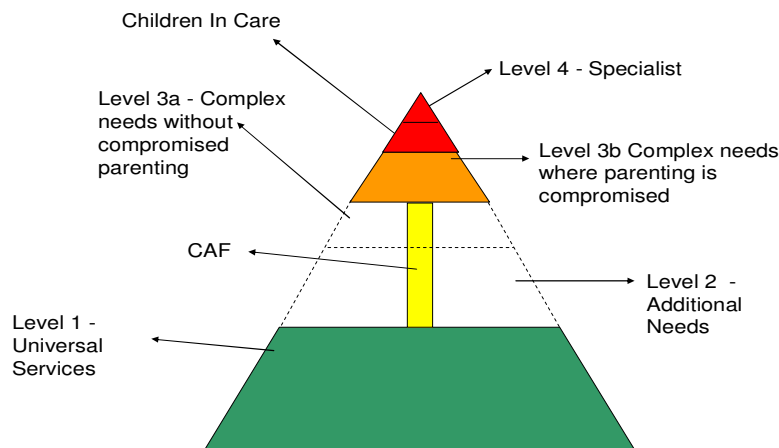 Children In Care
Level 4 - Specialist
Level 3a - Complex
needs without
compromised
parenting
Level 3b Complex needs
where parenting is
compromised
CAF
Level 2  -
Additional
Needs
Level 1 -
Universal
Services